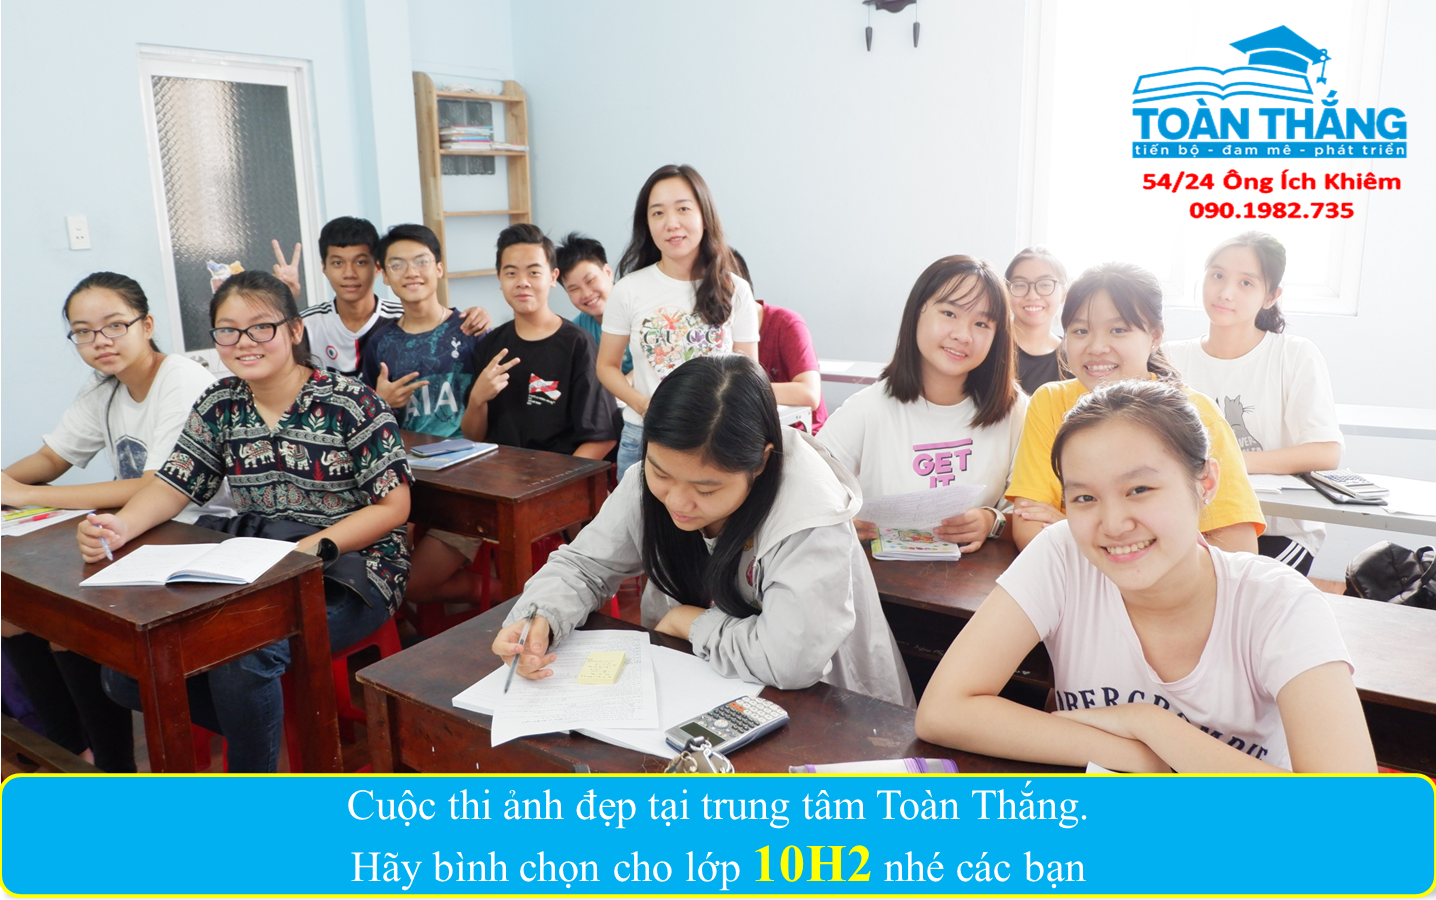 TOÀN THẮNG
tiến bộ - đam mê - phát triển
54/24 Ông Ích Khiêm
090.1982.735
GUCCI
AIA
GET
IT
Cuộc thi ảnh đẹp tại trung tâm Toàn Thắng.
Hãy bình chọn cho lớp 10H2 nhé các bạn